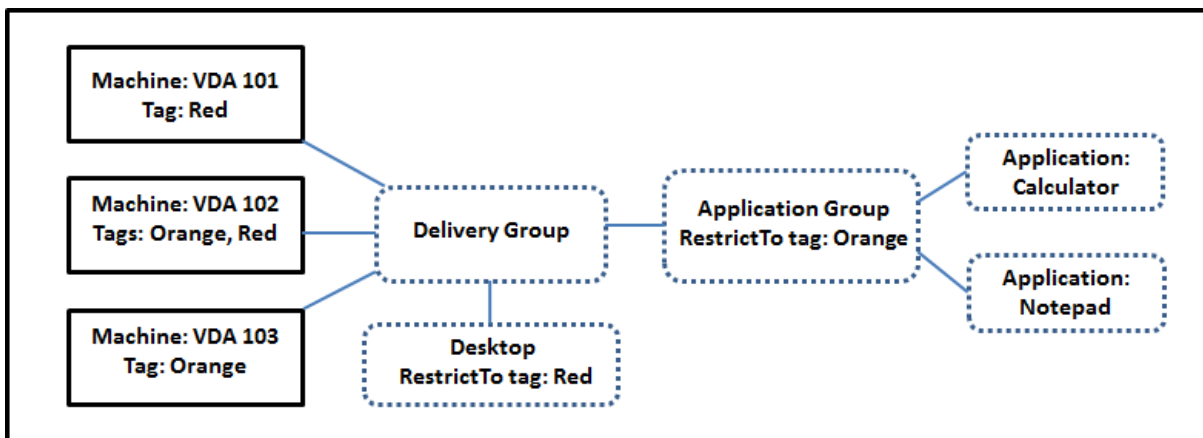 Machine: VDA 101
Tag: Red
Machine: VDA 102
Tags: Orange, Red
Machine: VDA 103
Tag: Orange
Delivery Group
Desktop
RestrictTo tag: Red
Application Group
RestrictTo tag: Orange
Application:
Calculator
Application:
Notepad